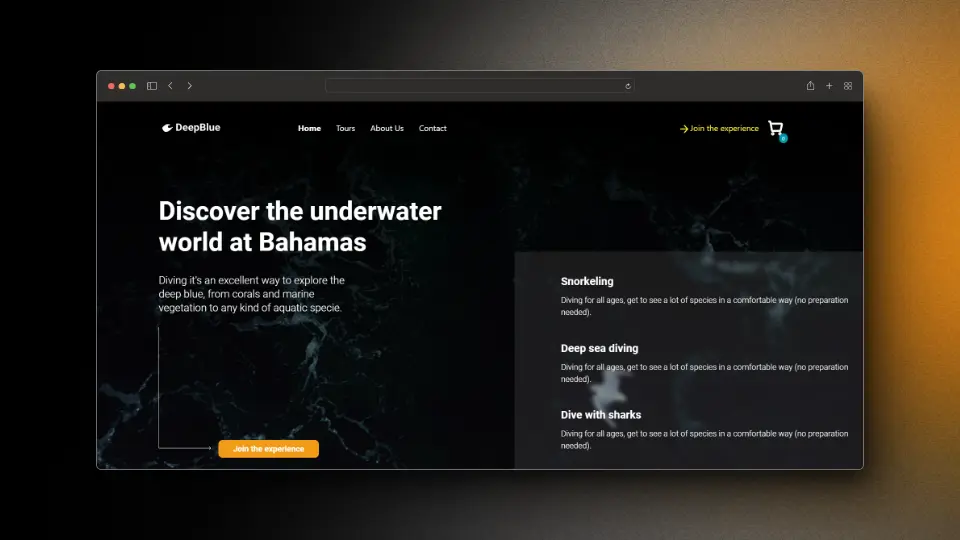 DeepBlue
Home
Tours
About Us
Contact
Join the experience
0
Discover the underwater
world at Bahamas
Diving it's an excellent way to explore the
deep blue, from corals and marine
vegetation to any kind of aquatic specie.
Join the experience
Snorkeling
Diving for all ages, get to see a lot of species in a comfortable way (no preparation
needed).
Deep sea diving
Diving for all ages, get to see a lot of species in a comfortable way (no preparation
needed).
Dive with sharks
Diving for all ages, get to see a lot of species in a comfortable way (no preparation
needed).